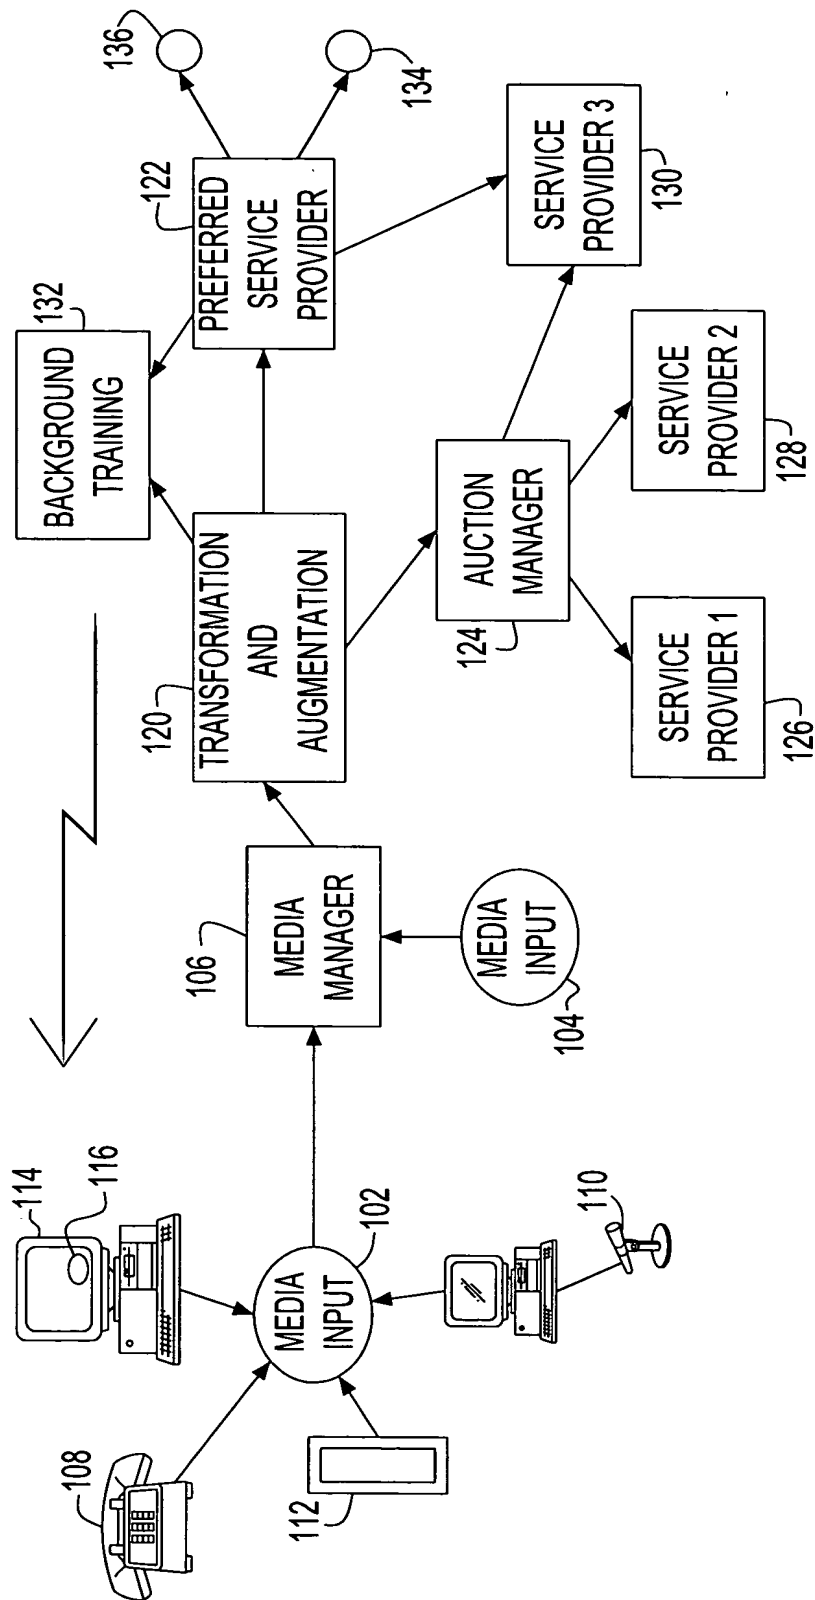 108
114
116
MEDIA
INPUT
102
112
110
106
MEDIA
MANAGER
MEDIA
INPUT
104
120
TRANSFORMATION
AND
AUGMENTATION
BACKGROUND
TRAINING
132
122
PREFERRED
SERVICE
PROVIDER
136
134
AUCTION
MANAGER
124
SERVICE
PROVIDER 1
126
SERVICE
PROVIDER 2
128
SERVICE
PROVIDER 3
130